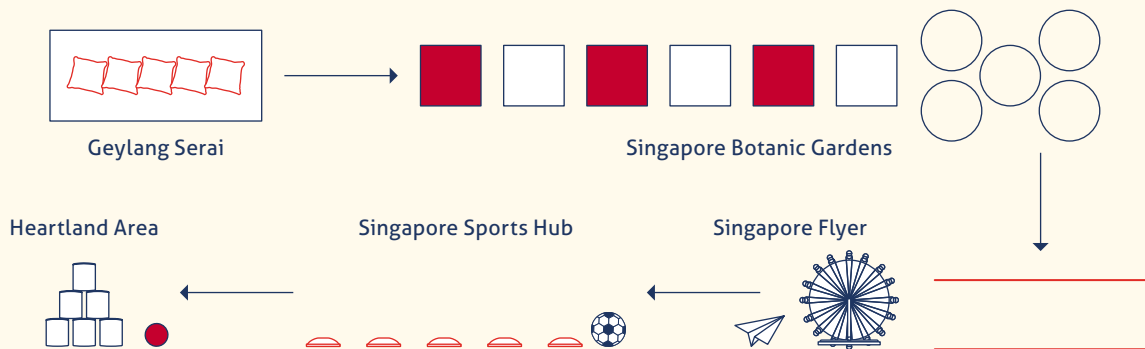 Geylang Serai
Singapore Botanic Gardens
Heartland Area
Singapore Sports Hub
Singapore Flyer